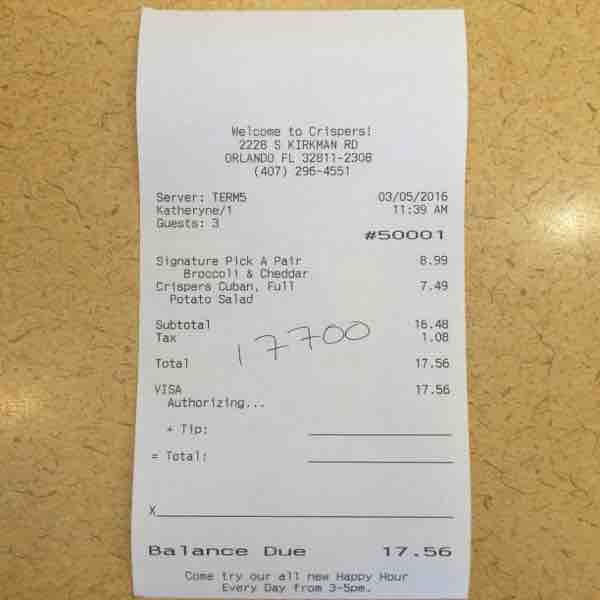 Welcome to Crispers!
2228 S KIRKMAN RD
ORLANDO FL 32811-2308
(407) 296-4551
Server: TERM5 03/05/2016
Katheryne/1 11:39 AM
Guests: 3
#50001
Signature Pick A Pair 8.99
Broccoli & Cheddar
Crispers Cuban, Full 7.49
Potato Salad
Subtotal 16.48
Tax 1.08
17700
Total 17.56
VISA 17.56
Authorizing...
+ Tip:
= Total:
X
Balance Due 17.56
Come try our all new Happy Hour
Every Day from 3-5pm.